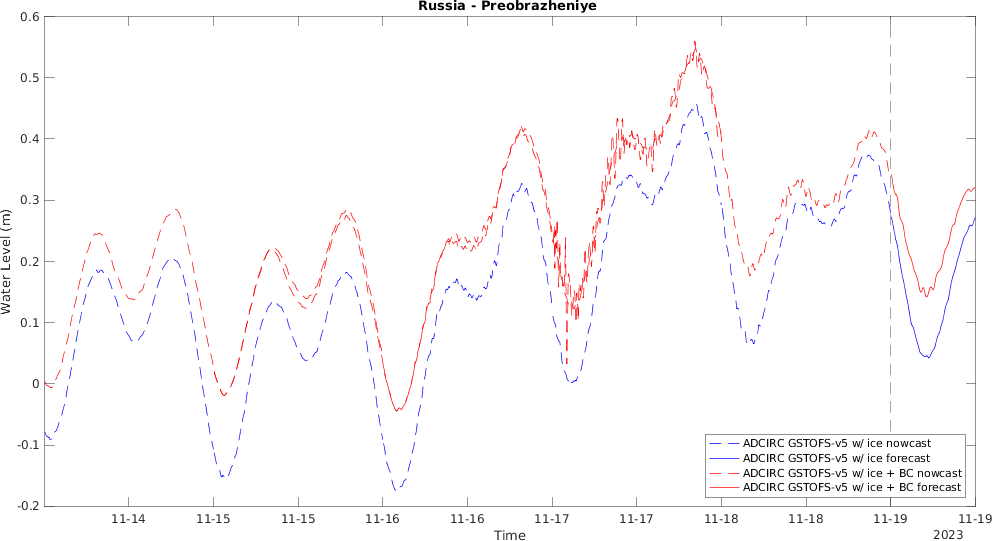 Russia - Preobrazheniye
0.6
0.5
0.4
0.3
0.2
0.1
0
-0.1
-0.2
Water Level (m)
ADCIRC GSTOFS-v5 w/ ice nowcast
ADCIRC GSTOFS-v5 w/ ice forecast
ADCIRC GSTOFS-v5 w/ ice + BC nowcast
ADCIRC GSTOFS-v5 w/ ice + BC forecast
11-14 11-15 11-15 11-16 11-16 11-17 11-17 11-18 11-18 11-19 11-19
Time
2023